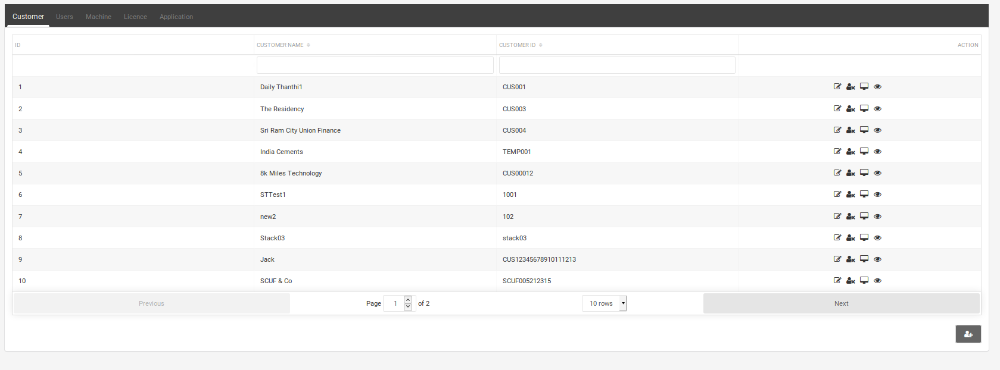 Customer Users Machine Licence Application
ID CUSTOMER NAME CUSTOMER ID ACTION
1 Daily Thanthi1 CUS001
2 The Residency CUS003
3 Sri Ram City Union Finance CUS004
4 India Cements TEMP001
5 8k Miles Technology CUS00012
6 STTest1 1001
7 new2 102
8 Stack03 stack03
9 Jack CUS12345678910111213
10 SCUF & Co SCUF005212315
Previous Page 1 of 2 10 rows Next